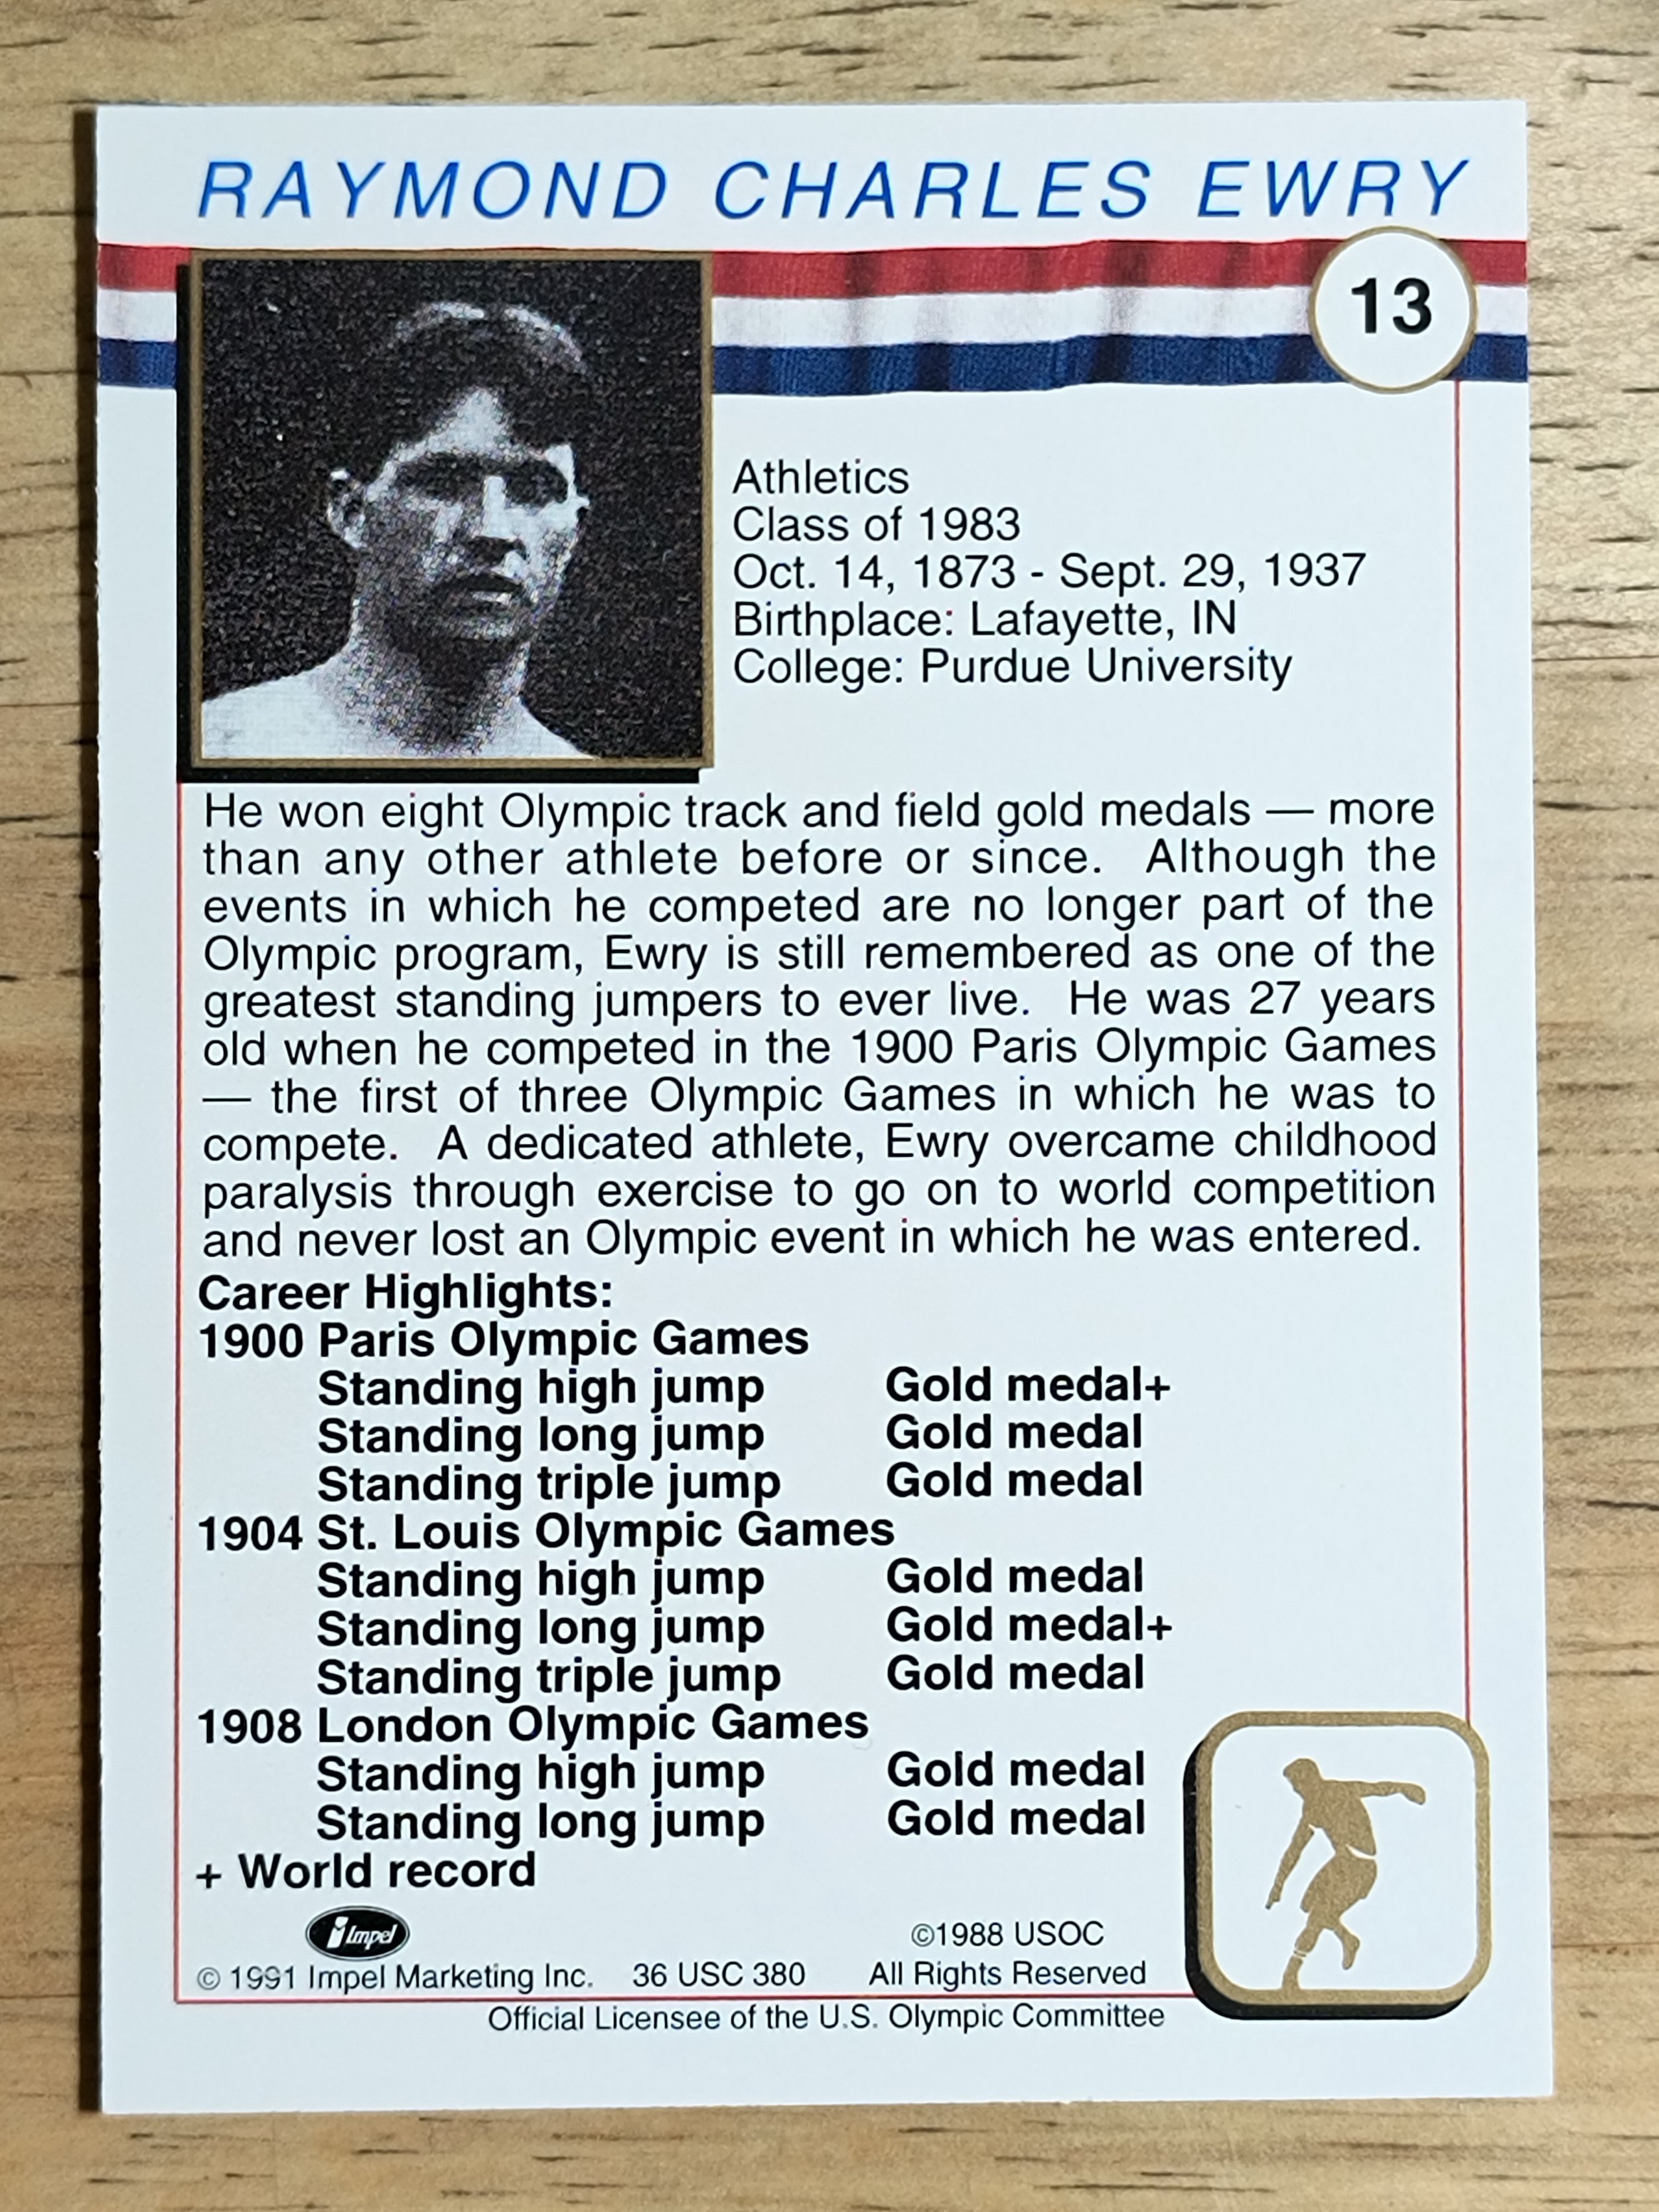 RAYMOND CHARLES EWRY
13
Athletics
Class of 1983
Oct. 14, 1873 - Sept. 29, 1937
Birthplace: Lafayette, IN
College: Purdue University
He won eight Olympic track and field gold medals — more
than any other athlete before or since. Although the
events in which he competed are no longer part of the
Olympic program, Ewry is still remembered as one of the
greatest standing jumpers to ever live. He was 27 years
old when he competed in the 1900 Paris Olympic Games
— the first of three Olympic Games in which he was to
compete. A dedicated athlete, Ewry overcame childhood
paralysis through exercise to go on to world competition
and never lost an Olympic event in which he was entered.
Career Highlights:
1900 Paris Olympic Games
Standing high jump Gold medal+
Standing long jump Gold medal
Standing triple jump Gold medal
1904 St. Louis Olympic Games
Standing high jump Gold medal
Standing long jump Gold medal+
Standing triple jump Gold medal
1908 London Olympic Games
Standing high jump Gold medal
Standing long jump Gold medal
+ World record
Impel
©1988 USOC
© 1991 Impel Marketing Inc. 36 USC 380 All Rights Reserved
Official Licensee of the U.S. Olympic Committee